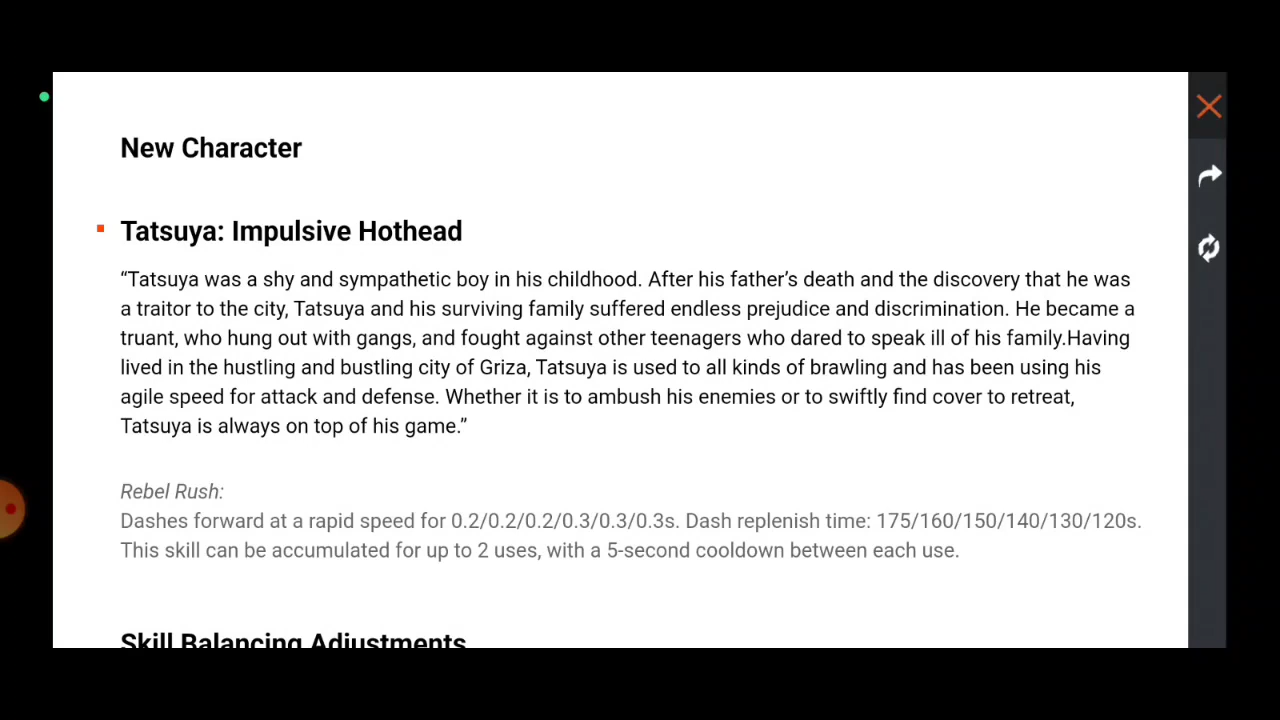 New Character
Tatsuya: Impulsive Hothead
“Tatsuya was a shy and sympathetic boy in his childhood. After his father’s death and the discovery that he was
a traitor to the city, Tatsuya and his surviving family suffered endless prejudice and discrimination. He became a
truant, who hung out with gangs, and fought against other teenagers who dared to speak ill of his family.Having
lived in the hustling and bustling city of Griza, Tatsuya is used to all kinds of brawling and has been using his
agile speed for attack and defense. Whether it is to ambush his enemies or to swiftly find cover to retreat,
Tatsuya is always on top of his game.”
Rebel Rush:
Dashes forward at a rapid speed for 0.2/0.2/0.2/0.3/0.3/0.3s. Dash replenish time: 175/160/150/140/130/120s.
This skill can be accumulated for up to 2 uses, with a 5-second cooldown between each use.
Skill Balancing Adjustments